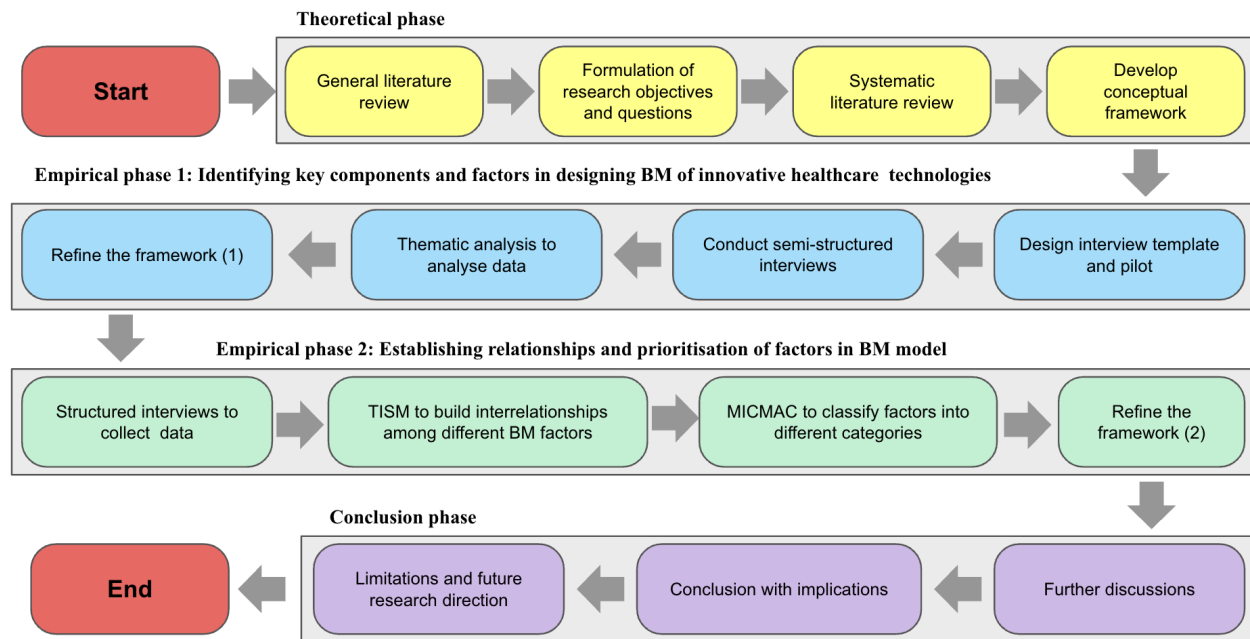 Theoretical phase
Start
General literature
review
Formulation of
research objectives
and questions
Systematic
literature review
Develop
conceptual
framework
Empirical phase 1: Identifying key components and factors in designing BM of innovative healthcare technologies
Design interview template
and pilot
Conduct semi-structured
interviews
Thematic analysis to
analyse data
Refine the framework (1)
Empirical phase 2: Establishing relationships and prioritisation of factors in BM model
Structured interviews to
collect data
TISM to build interrelationships
among different BM factors
MICMAC to classify factors into
different categories
Refine the
framework (2)
Conclusion phase
Further discussions
Conclusion with implications
Limitations and future
research direction
End